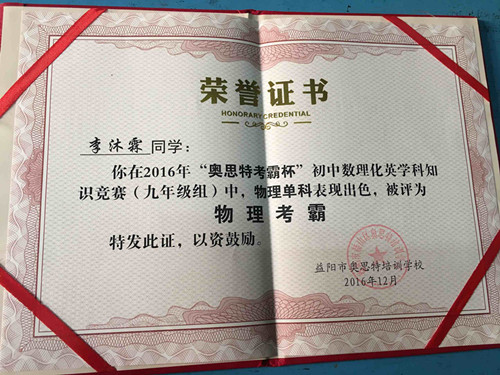 荣誉证书
HONORARY CREDENTIAL
李沐霖同学：
你在2016年“奥思特考霸杯”初中数理化英学科知
识竞赛（九年级组）中，物理单科表现出色，被评为
物理考霸
特发此证，以资鼓励。
益阳市奥思特培训学校
2016年12月